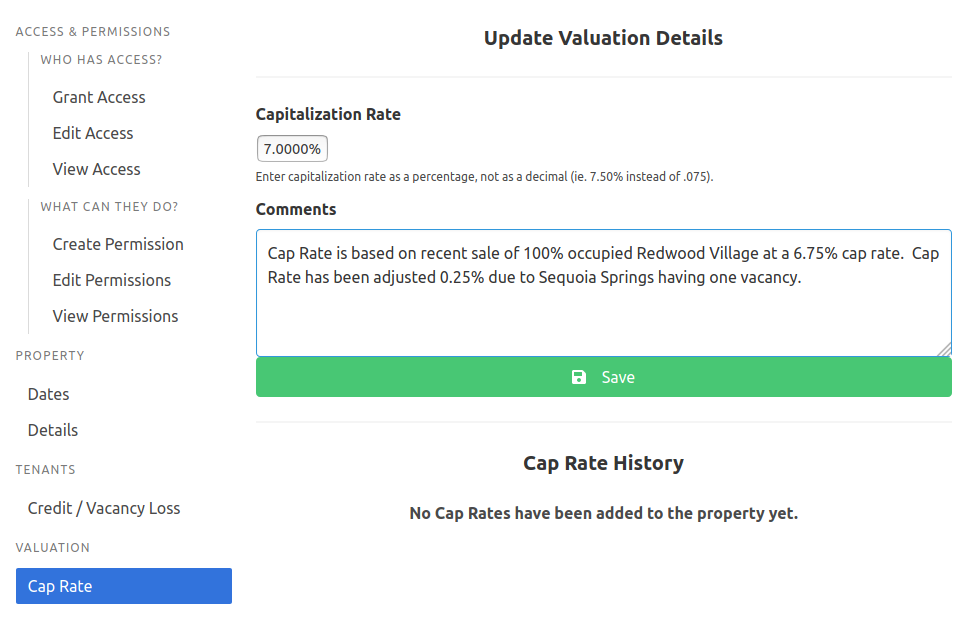 ACCESS & PERMISSIONS
WHO HAS ACCESS?
Grant Access
Edit Access
View Access
WHAT CAN THEY DO?
Create Permission
Edit Permissions
View Permissions
PROPERTY
Dates
Details
TENANTS
Credit / Vacancy Loss
VALUATION
Cap Rate
Update Valuation Details
Capitalization Rate
7.0000%
Enter capitalization rate as a percentage, not as a decimal (ie. 7.50% instead of .075).
Comments
Cap Rate is based on recent sale of 100% occupied Redwood Village at a 6.75% cap rate.  Cap
Rate has been adjusted 0.25% due to Sequoia Springs having one vacancy.
Save
Cap Rate History
No Cap Rates have been added to the property yet.